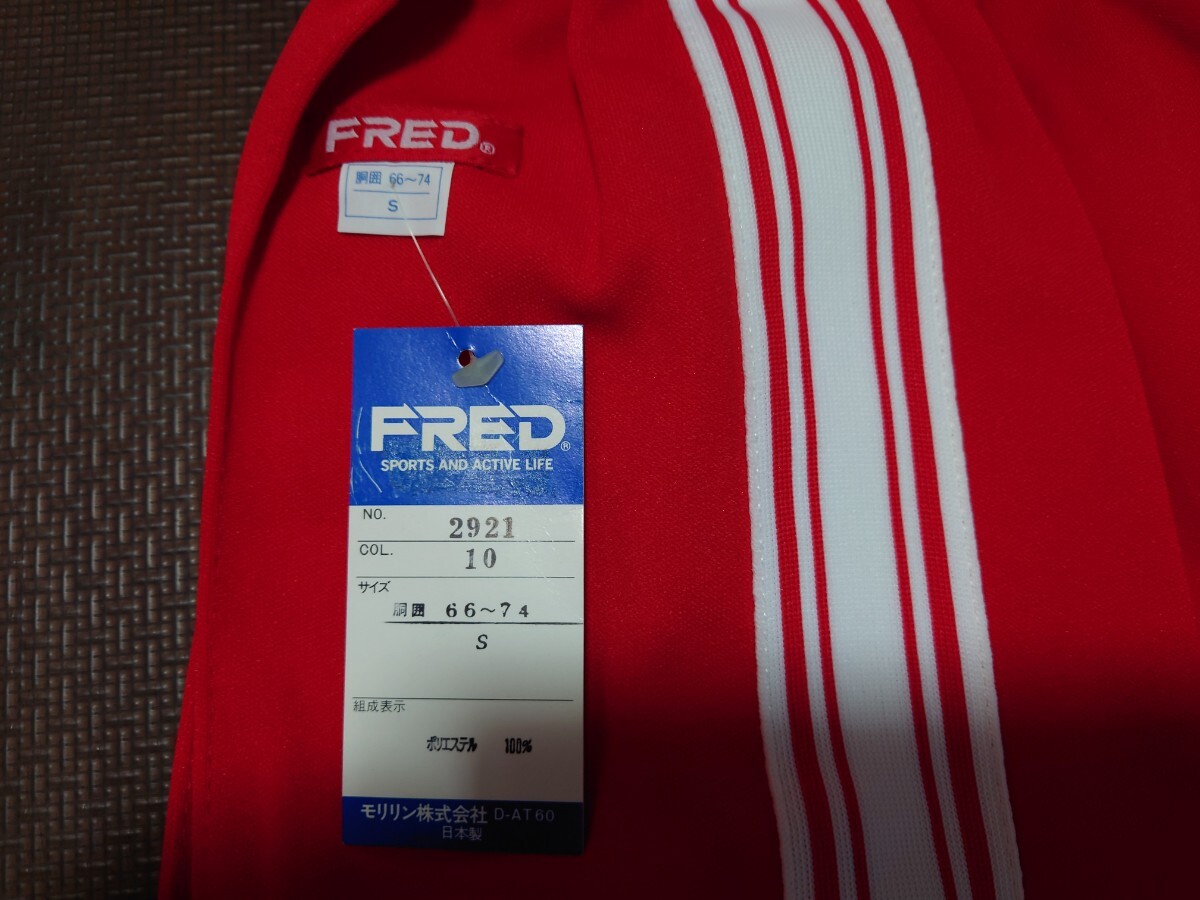 FRED®
胴囲 66～74
S
FRED®
SPORTS AND ACTIVE LIFE
NO. 2921
COL. 10
サイズ
胴囲 66～74
S
組成表示
ポリエステル 100%
モリリン株式会社 D-AT60
日本製